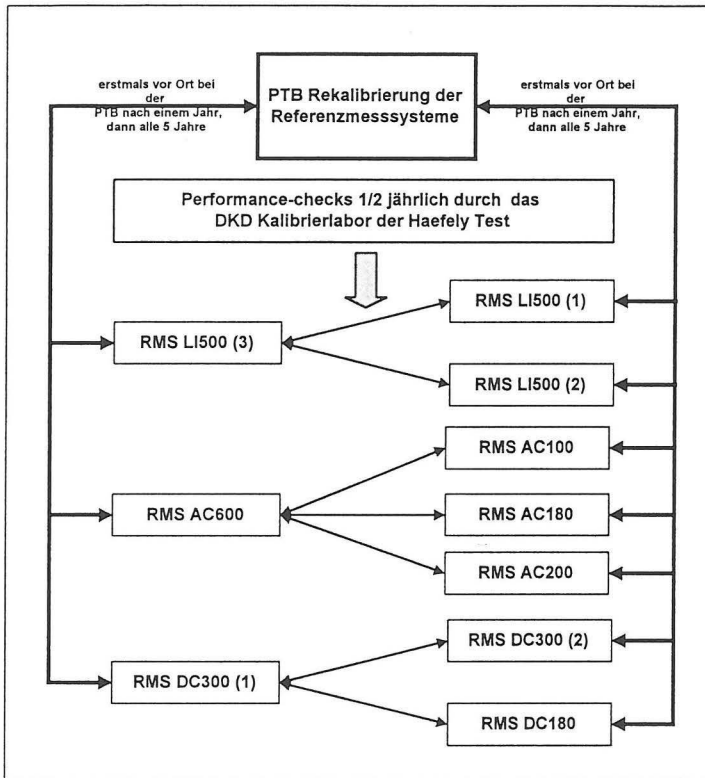 erstmals vor Ort bei
der
PTB nach einem Jahr,
dann alle 5 Jahre
PTB Rekalibrierung der
Referenzmesssysteme
erstmals vor Ort bei
der
PTB nach einem Jahr,
dann alle 5 Jahre
Performance-checks 1/2 jährlich durch das
DKD Kalibrierlabor der Haefely Test
RMS LI500 (1)
RMS LI500 (3)
RMS LI500 (2)
RMS AC100
RMS AC600
RMS AC180
RMS AC200
RMS DC300 (2)
RMS DC300 (1)
RMS DC180